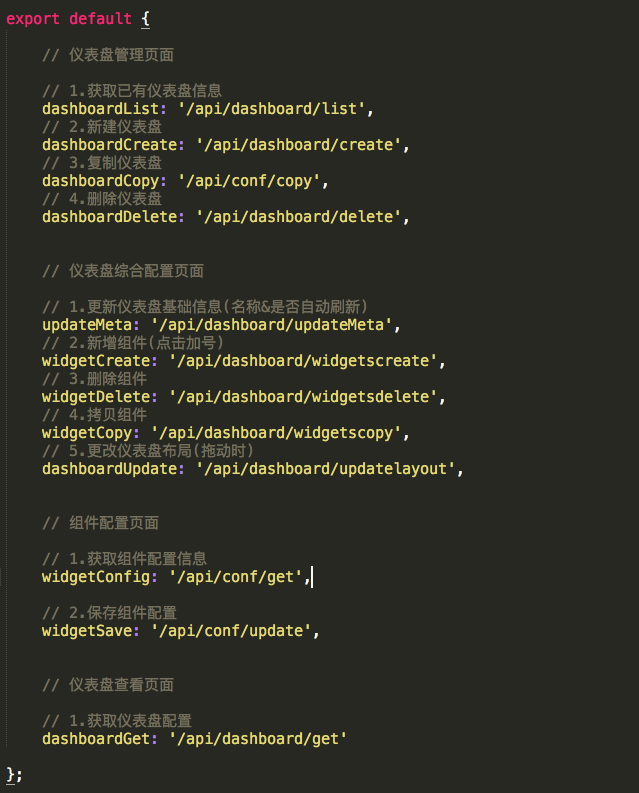 export default {
// 仪表盘管理页面
// 1.获取已有仪表盘信息
dashboardList: '/api/dashboard/list',
// 2.新建仪表盘
dashboardCreate: '/api/dashboard/create',
// 3.复制仪表盘
dashboardCopy: '/api/conf/copy',
// 4.删除仪表盘
dashboardDelete: '/api/dashboard/delete',
// 仪表盘综合配置页面
// 1.更新仪表盘基础信息(名称&是否自动刷新)
updateMeta: '/api/dashboard/updateMeta',
// 2.新增组件(点击加号)
widgetCreate: '/api/dashboard/widgetscreate',
// 3.删除组件
widgetDelete: '/api/dashboard/widgetsdelete',
// 4.拷贝组件
widgetCopy: '/api/dashboard/widgetscopy',
// 5.更改仪表盘布局(拖动时)
dashboardUpdate: '/api/dashboard/updatelayout',
// 组件配置页面
// 1.获取组件配置信息
widgetConfig: '/api/conf/get',
// 2.保存组件配置
widgetSave: '/api/conf/update',
// 仪表盘查看页面
// 1.获取仪表盘配置
dashboardGet: '/api/dashboard/get'
};